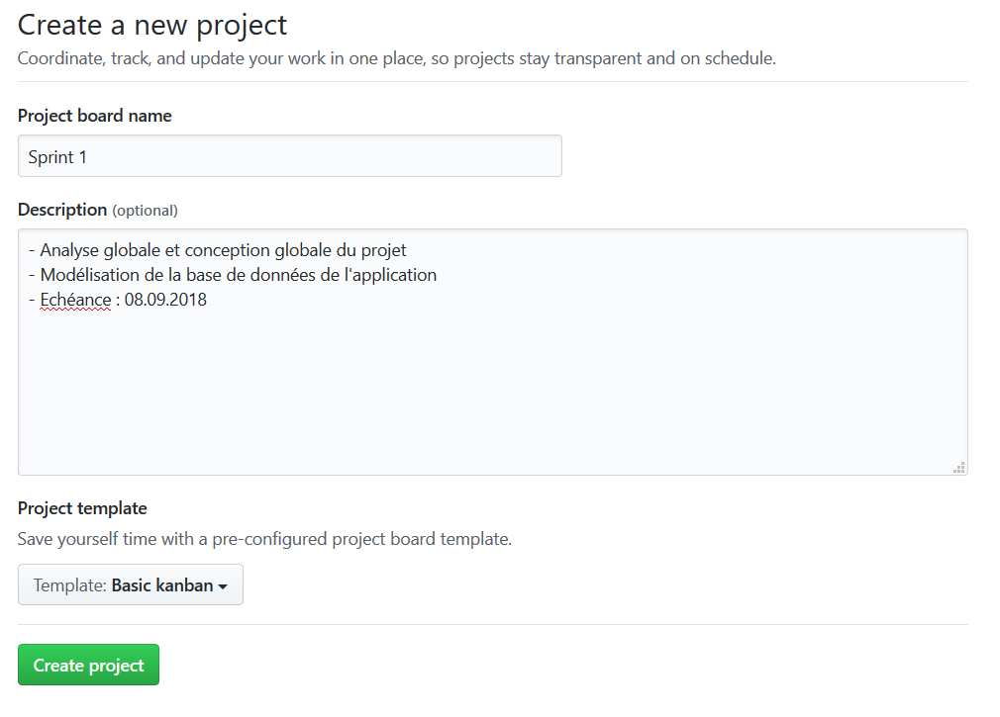 Create a new project
Coordinate, track, and update your work in one place, so projects stay transparent and on schedule.
Project board name
Sprint 1
Description (optional)
- Analyse globale et conception globale du projet
- Modélisation de la base de données de l'application
- Echéance : 08.09.2018
Project template
Save yourself time with a pre-configured project board template.
Template: Basic kanban
Create project